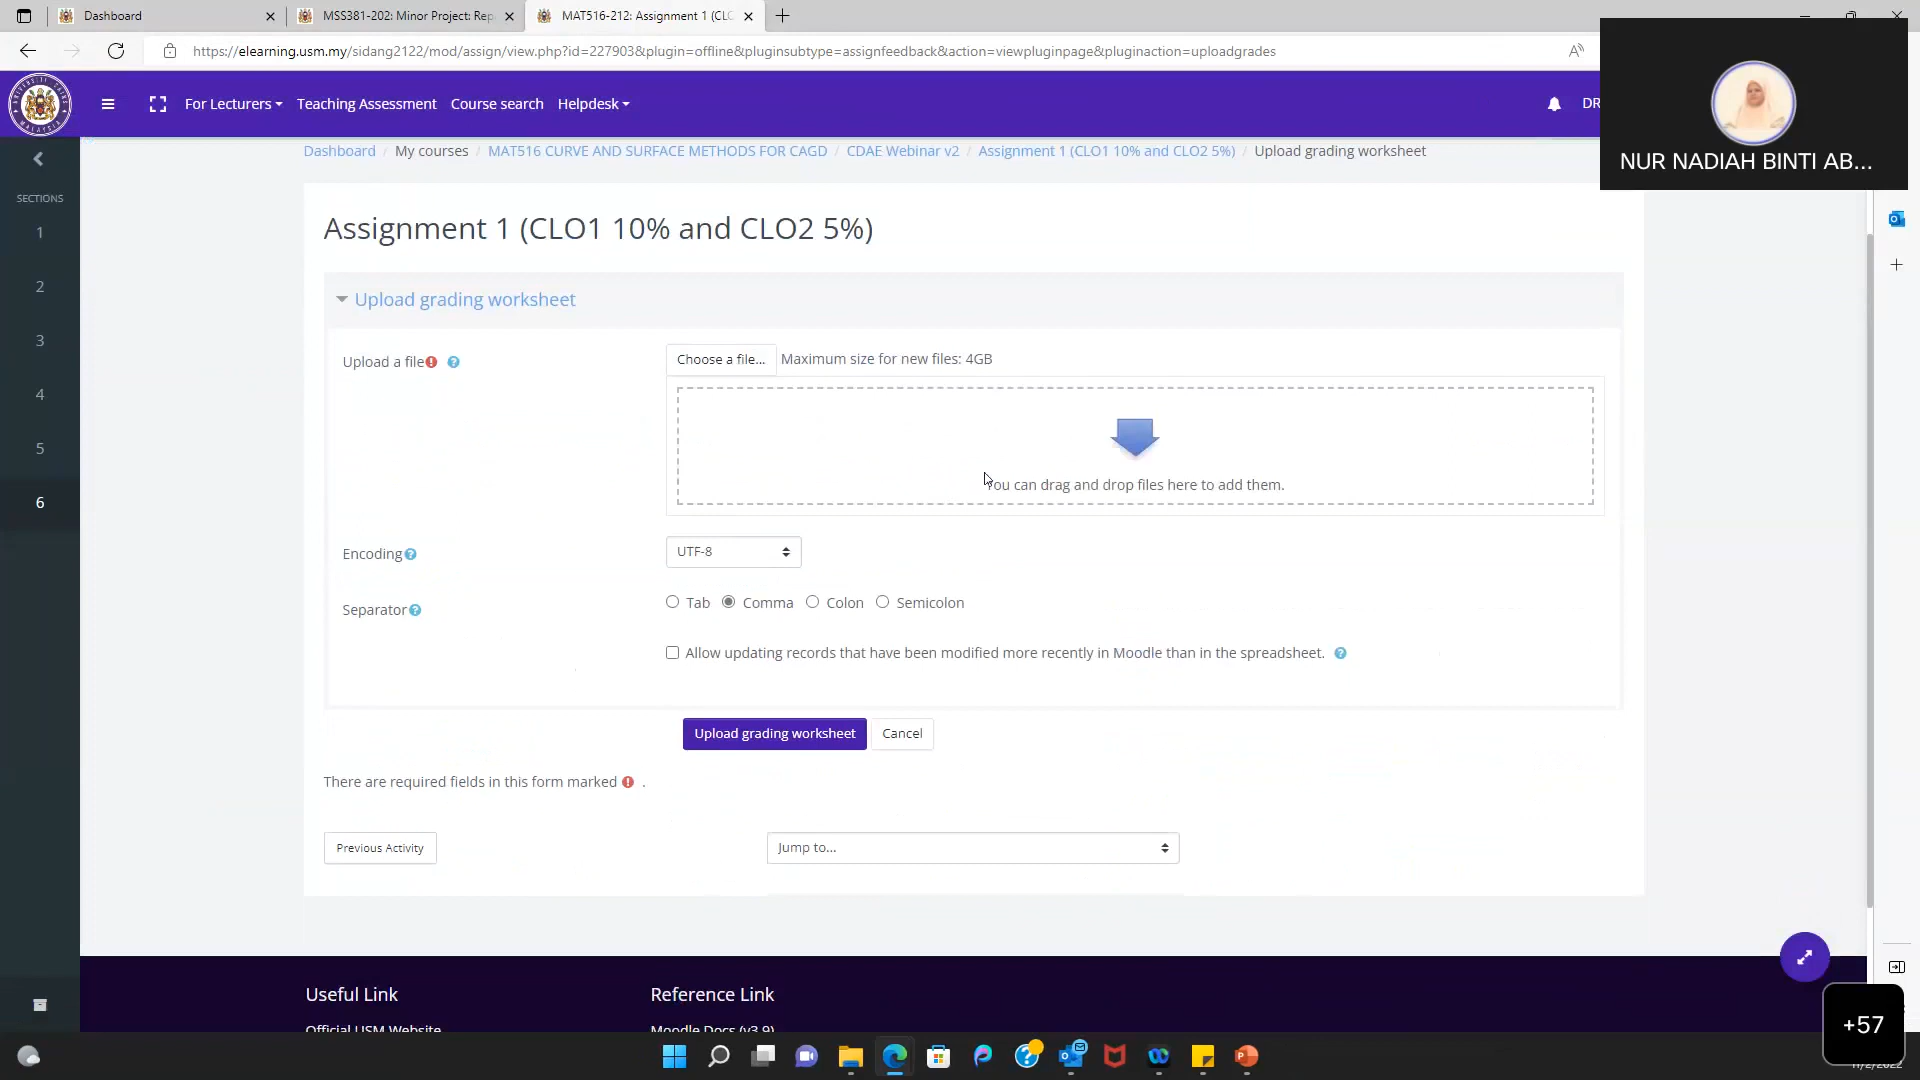 Dashboard
MSS381-202: Minor Project: Rep
MAT516-212: Assignment 1 (CLO
https://elearning.usm.my/sidang2122/mod/assign/view.php?id=227903&plugin=offline&pluginsubtype=assignfeedback&action=viewpluginpage&pluginaction=uploadgrades
For Lecturers
Teaching Assessment
Course search
Helpdesk
DR
NUR NADIAH BINTI AB...
Dashboard / My courses / MAT516 CURVE AND SURFACE METHODS FOR CAGD / CDAE Webinar v2 / Assignment 1 (CLO1 10% and CLO2 5%) / Upload grading worksheet
SECTIONS
1
2
3
4
5
6
Assignment 1 (CLO1 10% and CLO2 5%)
Upload grading worksheet
Upload a file
Choose a file...
Maximum size for new files: 4GB
You can drag and drop files here to add them.
Encoding
UTF-8
Separator
Tab Comma Colon Semicolon
Allow updating records that have been modified more recently in Moodle than in the spreadsheet.
Upload grading worksheet
Cancel
There are required fields in this form marked .
Previous Activity
Jump to...
Useful Link
Reference Link
Official USM Website
Moodle Docs (v3.9)
+57